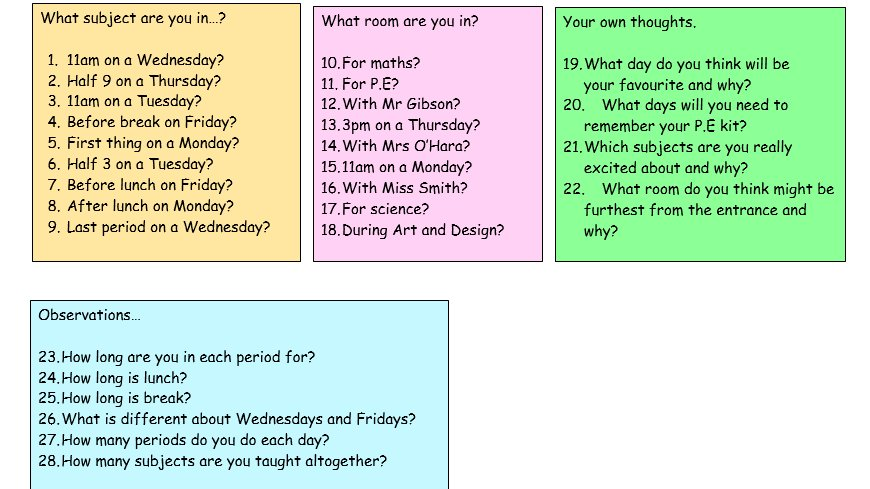 What subject are you in...?
1. 11am on a Wednesday?
2. Half 9 on a Thursday?
3. 11am on a Tuesday?
4. Before break on Friday?
5. First thing on a Monday?
6. Half 3 on a Tuesday?
7. Before lunch on Friday?
8. After lunch on Monday?
9. Last period on a Wednesday?
What room are you in?
10. For maths?
11. For P.E?
12. With Mr Gibson?
13. 3pm on a Thursday?
14. With Mrs O'Hara?
15. 11am on a Monday?
16. With Miss Smith?
17. For science?
18. During Art and Design?
Your own thoughts.
19. What day do you think will be
your favourite and why?
20. What days will you need to
remember your P.E kit?
21. Which subjects are you really
excited about and why?
22. What room do you think might be
furthest from the entrance and
why?
Observations...
23. How long are you in each period for?
24. How long is lunch?
25. How long is break?
26. What is different about Wednesdays and Fridays?
27. How many periods do you do each day?
28. How many subjects are you taught altogether?